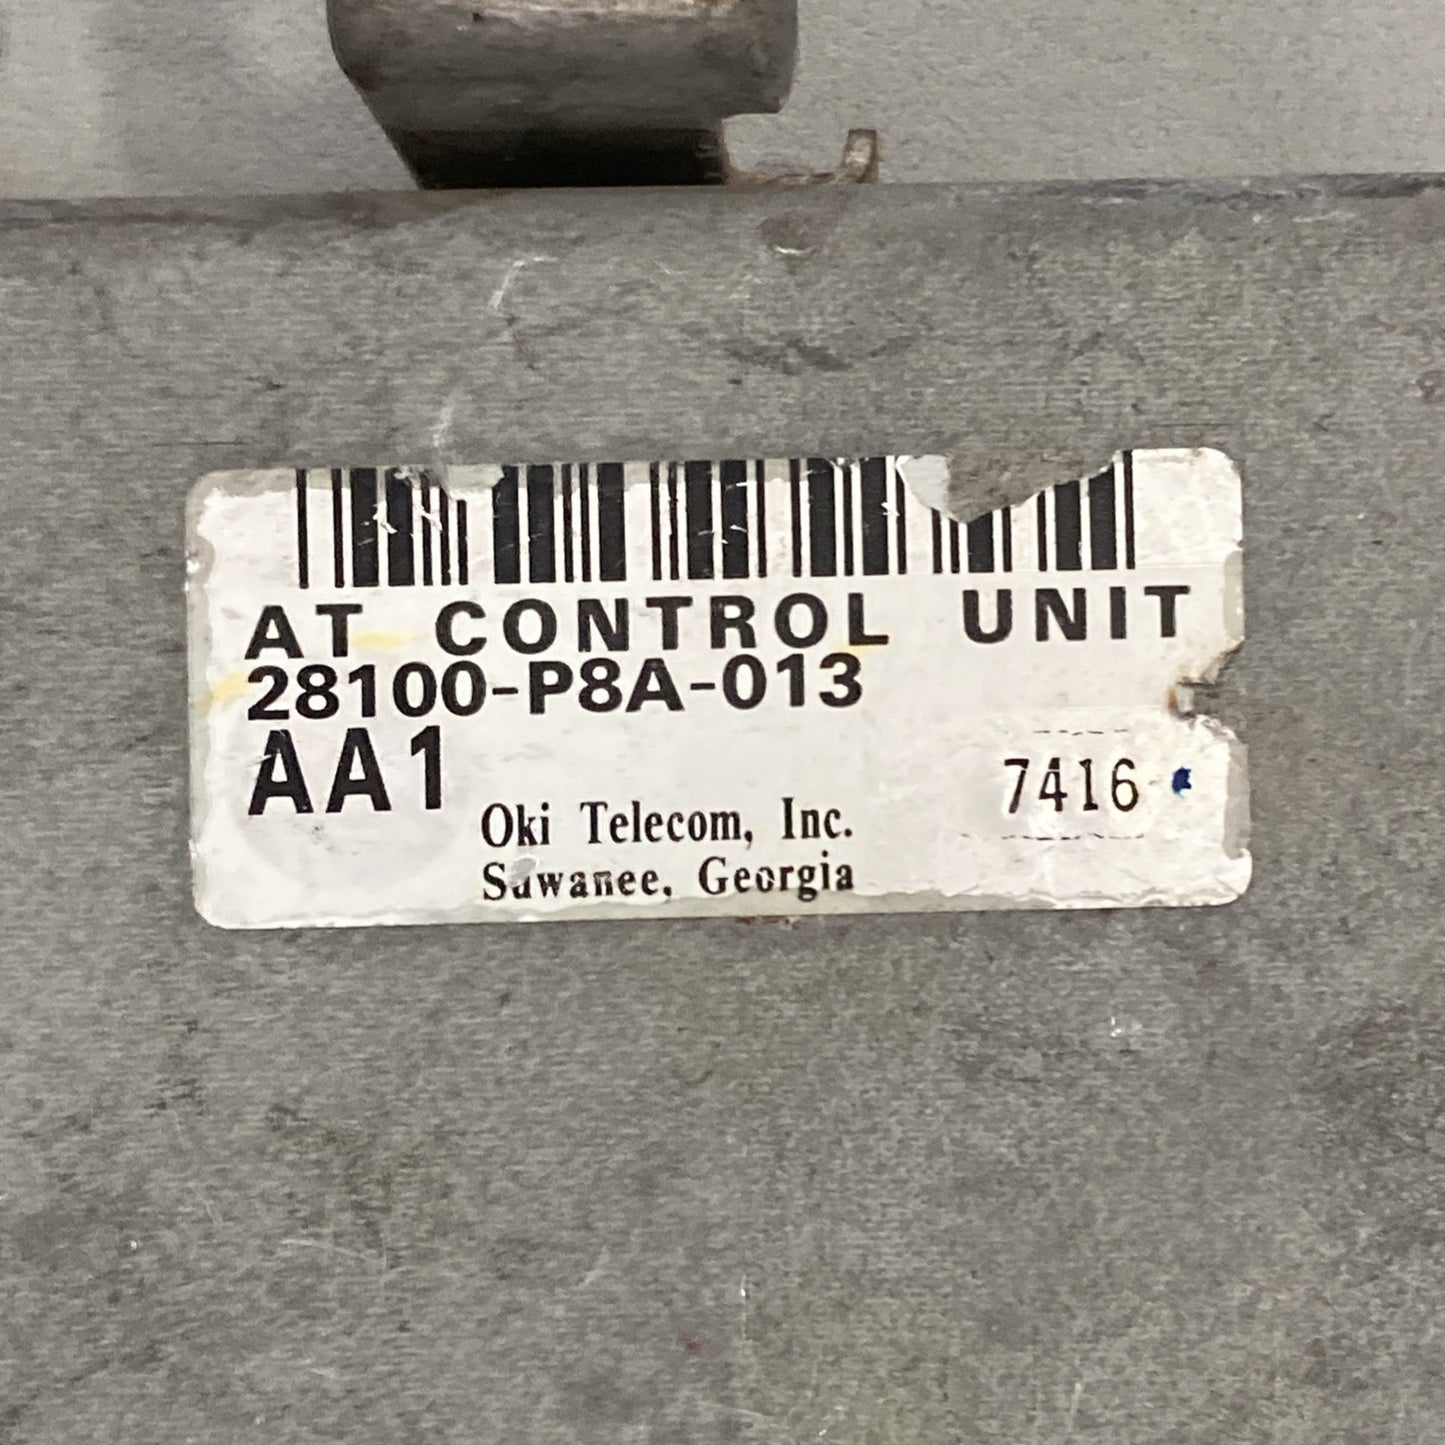 AT CONTROL UNIT
28100-P8A-013
AA1
7416
Oki Telecom, Inc.
Suwanee, Georgia